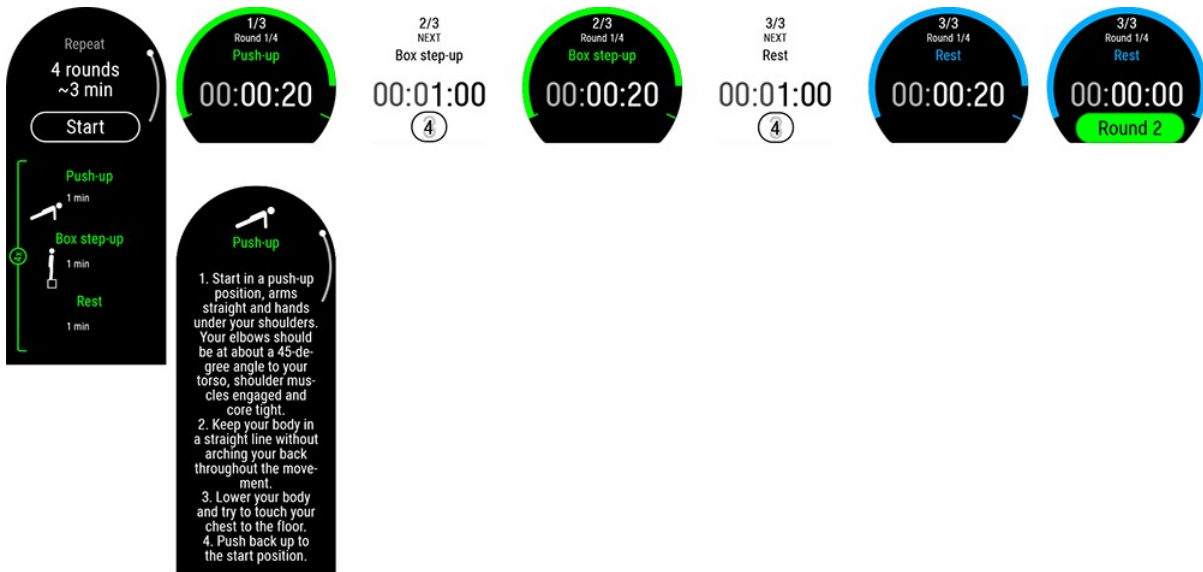 Repeat
4 rounds
~3 min
Start
Push-up
1 min
Box step-up
1 min
4x
Rest
1 min
1/3
Round 1/4
Push-up
00:00:20
2/3
NEXT
Box step-up
00:01:00
4
2/3
Round 1/4
Box step-up
00:00:20
3/3
NEXT
Rest
00:01:00
4
3/3
Round 1/4
Rest
00:00:20
3/3
Round 1/4
Rest
00:00:00
Round 2
Push-up
1. Start in a push-up
position, arms
straight and hands
under your shoulders.
Your elbows should
be at about a 45-de-
gree angle to your
torso, shoulder mus-
cles engaged and
core tight.
2. Keep your body in
a straight line without
arching your back
throughout the move-
ment.
3. Lower your body
and try to touch your
chest to the floor.
4. Push back up to
the start position.